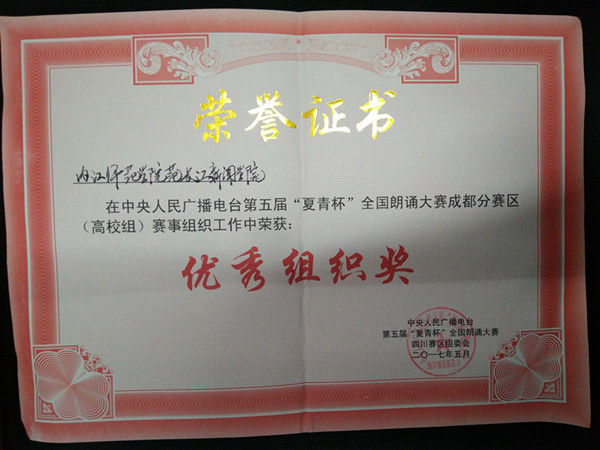 荣誉证书
内江师范学院范长江新闻学院
在中央人民广播电台第五届“夏青杯”全国朗诵大赛成都分赛区
（高校组）赛事组织工作中荣获：
优秀组织奖
中央人民广播电台
第五届“夏青杯”全国朗诵大赛
四川赛区组委会
二〇一七年五月